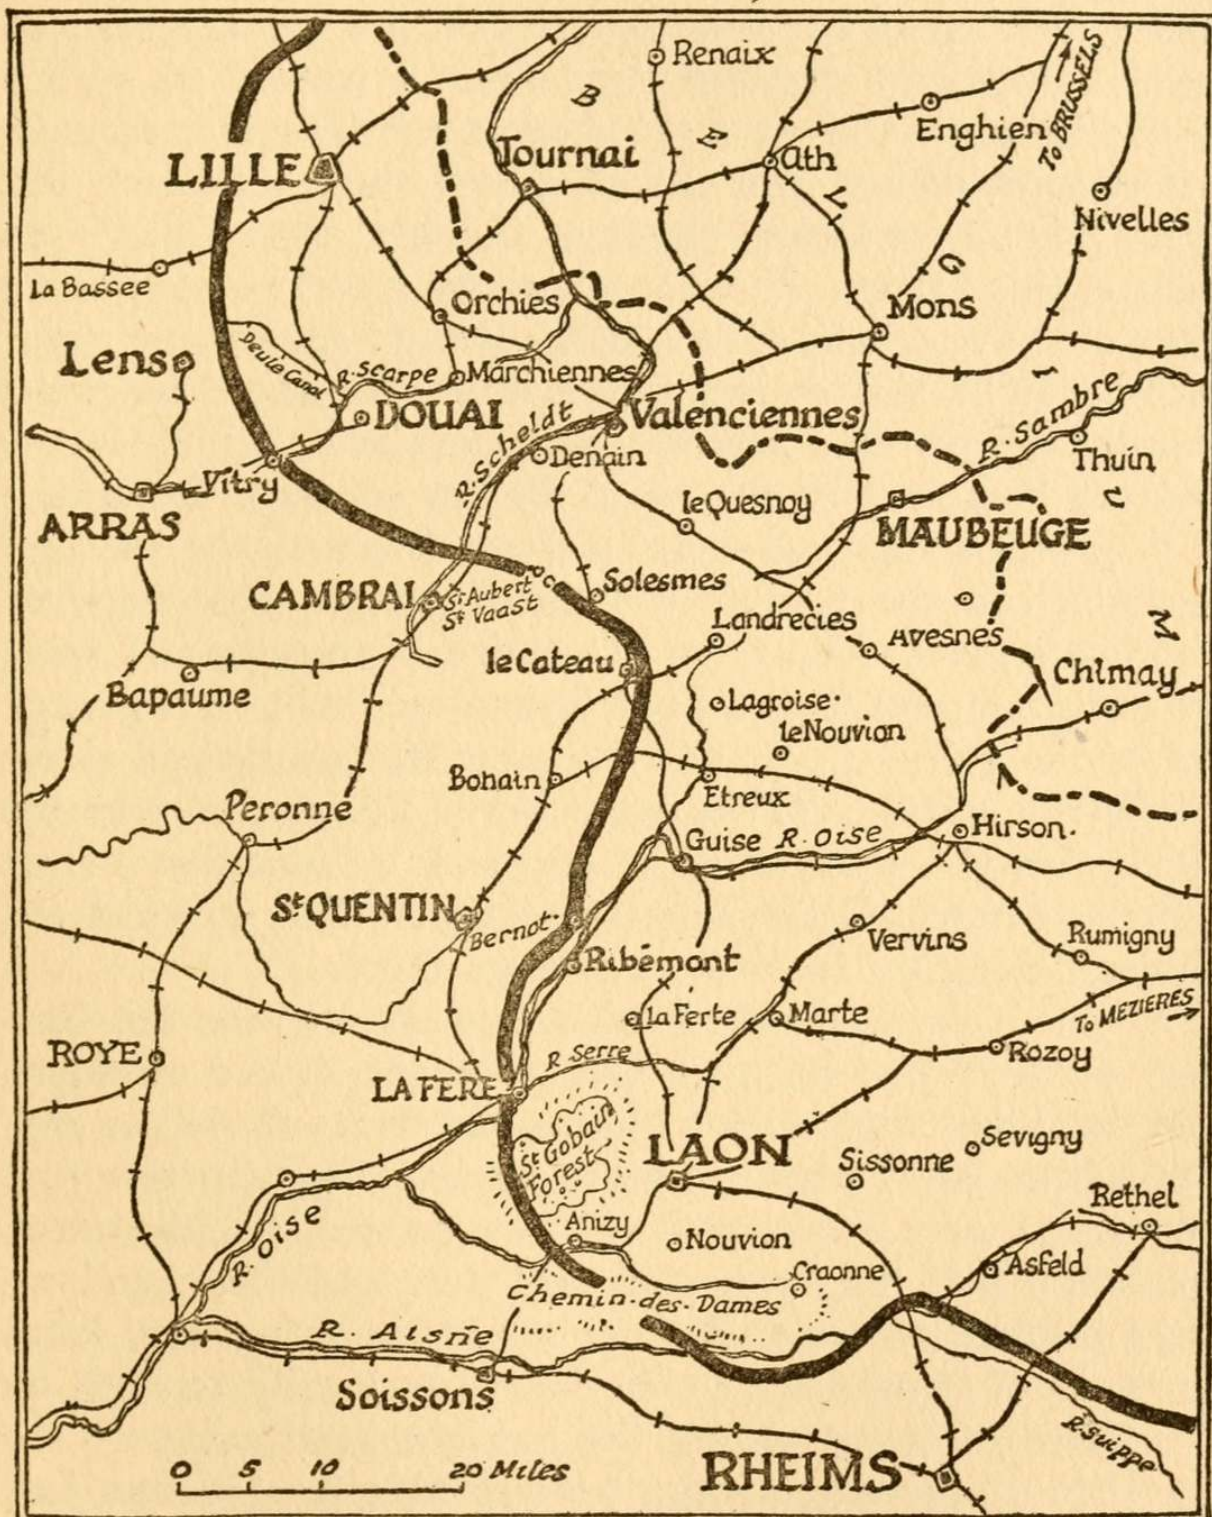 Renaix
B E L G I U M
Enghien
To BRUSSELS
LILLE
Tournai
Ath
Nivelles
La Bassee
Orchies
Mons
Lens
Deule Canal
R. Scarpe
Marchiennes
DOUAI
R. Scheldt
Valenciennes
R. Sambre
Thuin
Vitry
Denain
ARRAS
le Quesnoy
MAUBEUGE
CAMBRAI
St Aubert
St Vaast
Solesmes
Landrecies
Avesnes
le Cateau
Chimay
Bapaume
Lagroise.
le Nouvion
Bohain
Etreux
Peronne
Guise
R. Oise
Hirson.
St QUENTIN
Bernot.
Vervins
Rumigny
Ribémont
la Ferte
Marte
To MEZIERES
ROYE
R. Serre
Rozoy
LA FERE
St Gobain
Forest
LAON
Sissonne
Sevigny
Rethel
R. Oise
Anizy
Nouvion
Craonne
Asfeld
Chemin-des-Dames
R. Aisne
Soissons
R. Suippe
RHEIMS
0 5 10 20 Miles